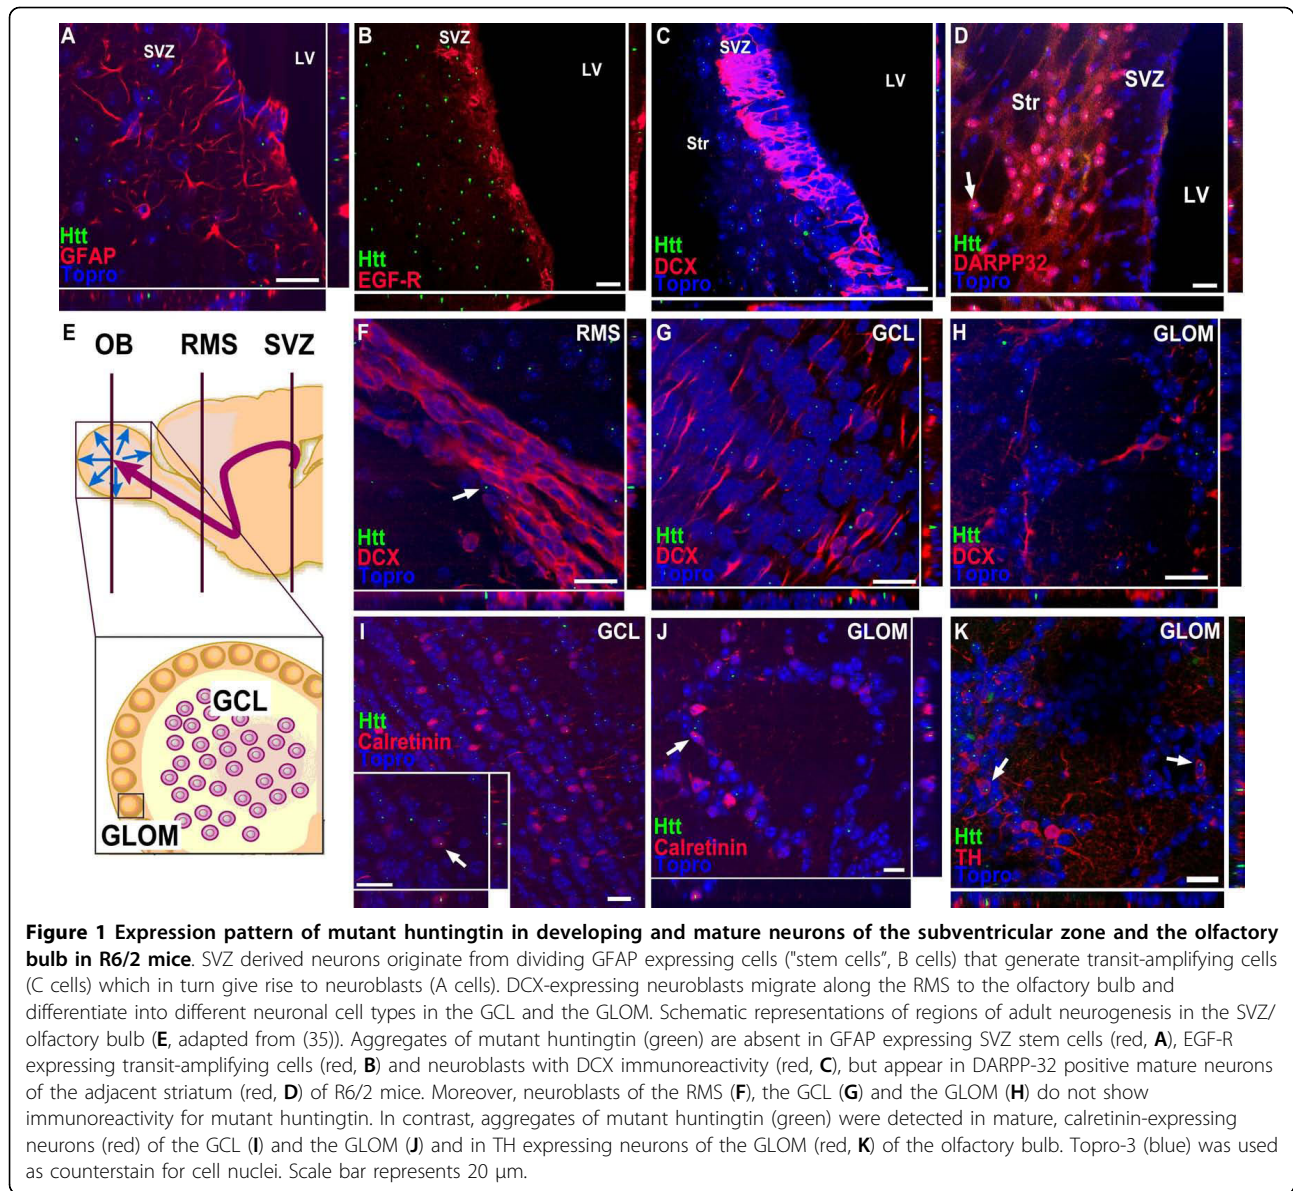 A
SVZ
LV
Htt
GFAP
Topro
B
SVZ
LV
Htt
EGF-R
C
SVZ
LV
Str
Htt
DCX
Topro
D
SVZ
Str
LV
Htt
DARPP32
Topro
E
OB RMS SVZ
GCL
GLOM
F
RMS
Htt
DCX
Topro
G
GCL
Htt
DCX
Topro
H
GLOM
Htt
DCX
Topro
I
GCL
Htt
Calretinin
Topro
J
GLOM
Htt
Calretinin
Topro
K
GLOM
Htt
TH
Topro
Figure 1 Expression pattern of mutant huntingtin in developing and mature neurons of the subventricular zone and the olfactory
bulb in R6/2 mice. SVZ derived neurons originate from dividing GFAP expressing cells ("stem cells", B cells) that generate transit-amplifying cells
(C cells) which in turn give rise to neuroblasts (A cells). DCX-expressing neuroblasts migrate along the RMS to the olfactory bulb and
differentiate into different neuronal cell types in the GCL and the GLOM. Schematic representations of regions of adult neurogenesis in the SVZ/
olfactory bulb (E, adapted from (35)). Aggregates of mutant huntingtin (green) are absent in GFAP expressing SVZ stem cells (red, A), EGF-R
expressing transit-amplifying cells (red, B) and neuroblasts with DCX immunoreactivity (red, C), but appear in DARPP-32 positive mature neurons
of the adjacent striatum (red, D) of R6/2 mice. Moreover, neuroblasts of the RMS (F), the GCL (G) and the GLOM (H) do not show
immunoreactivity for mutant huntingtin. In contrast, aggregates of mutant huntingtin (green) were detected in mature, calretinin-expressing
neurons (red) of the GCL (I) and the GLOM (J) and in TH expressing neurons of the GLOM (red, K) of the olfactory bulb. Topro-3 (blue) was used
as counterstain for cell nuclei. Scale bar represents 20 μm.